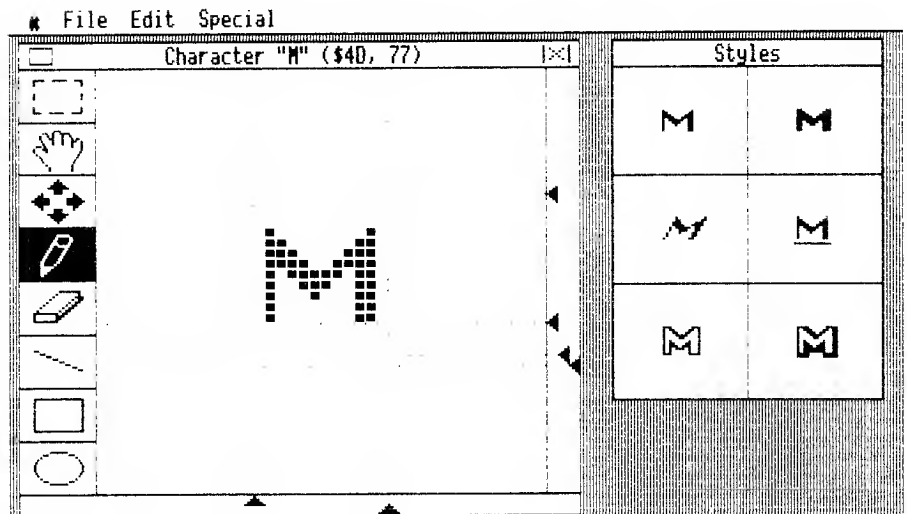 File Edit Special
Character "M" ($4D, 77)
Styles
M M
M M
M M
M